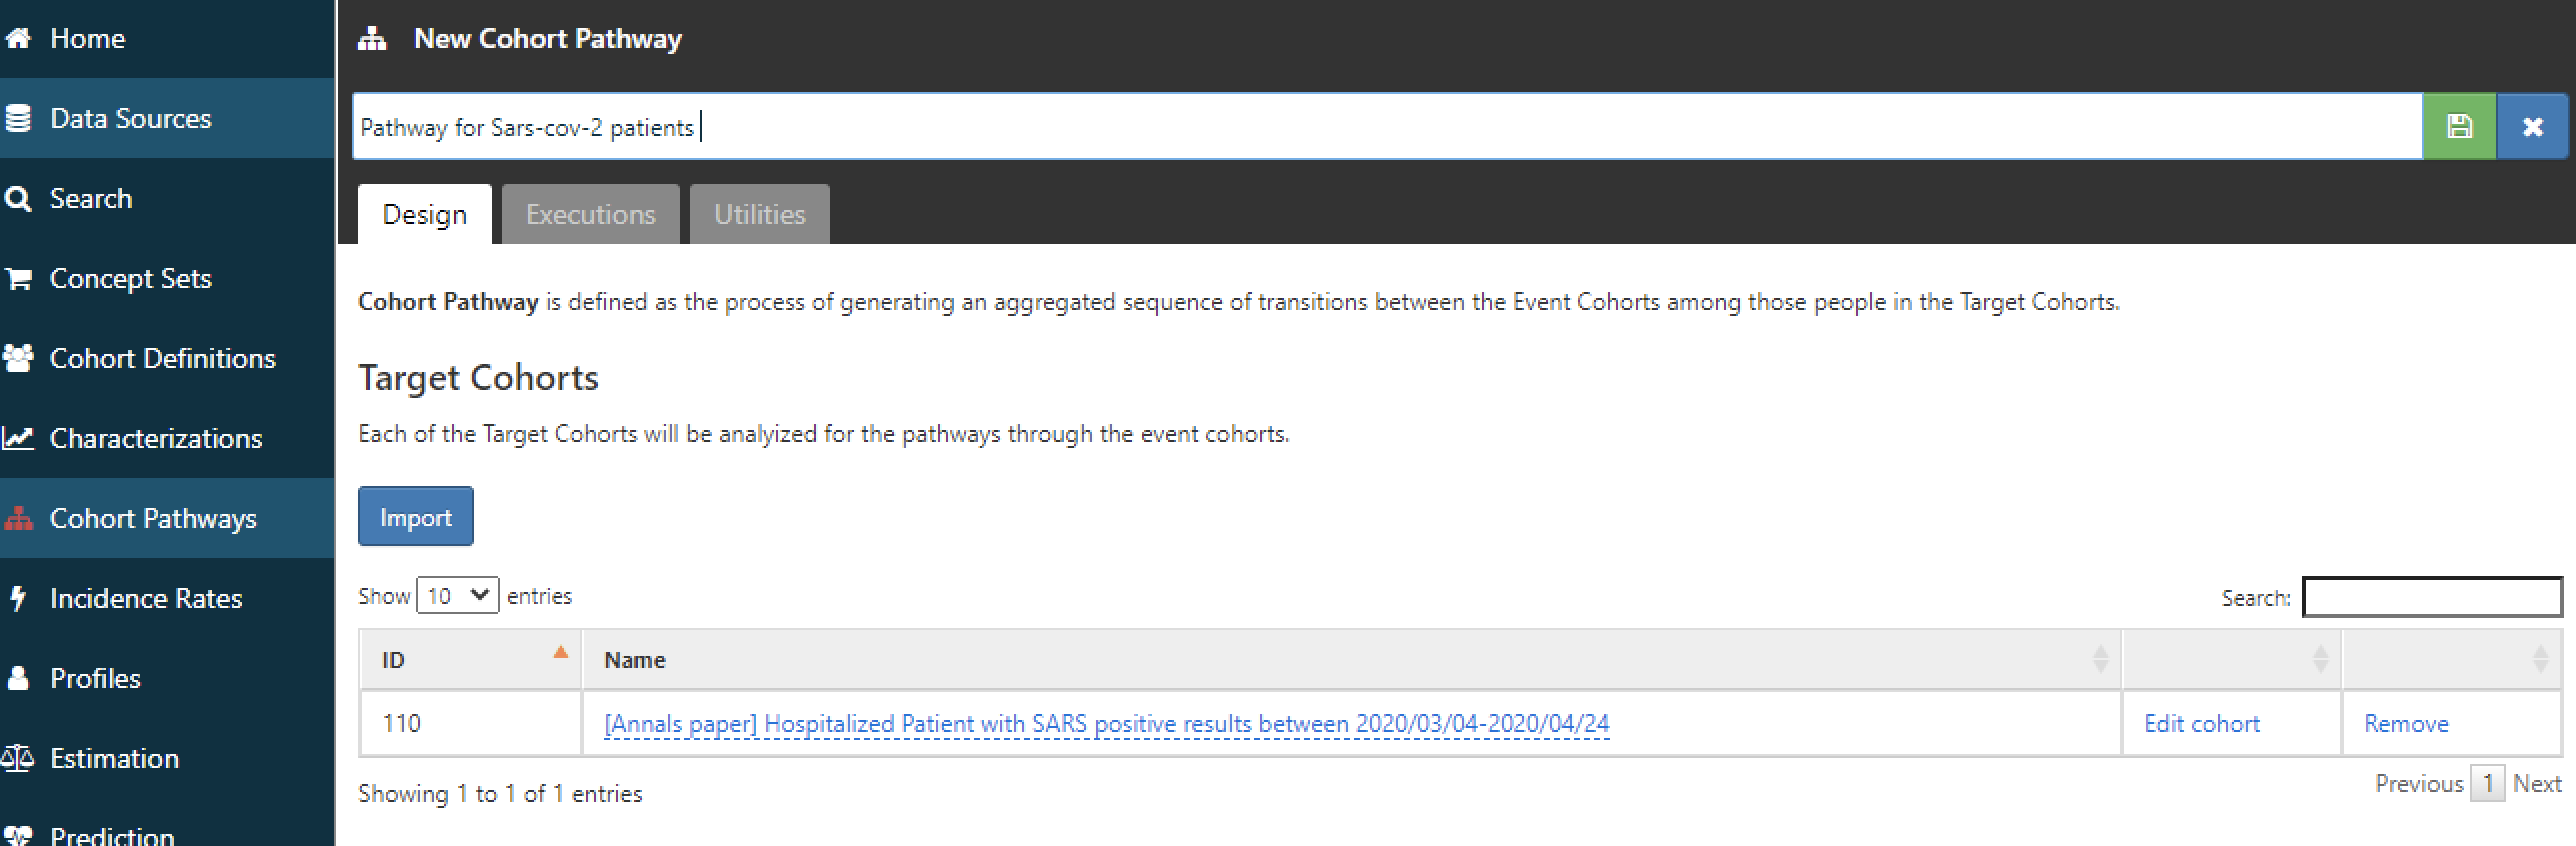 Home
Data Sources
Search
Concept Sets
Cohort Definitions
Characterizations
Cohort Pathways
Incidence Rates
Profiles
Estimation
Prediction
New Cohort Pathway
Pathway for Sars-cov-2 patients
Design Executions Utilities
Cohort Pathway is defined as the process of generating an aggregated sequence of transitions between the Event Cohorts among those people in the Target Cohorts.
Target Cohorts
Each of the Target Cohorts will be analyized for the pathways through the event cohorts.
Import
Show 10 entries Search:
ID Name
110 [Annals paper] Hospitalized Patient with SARS positive results between 2020/03/04-2020/04/24 Edit cohort Remove
Showing 1 to 1 of 1 entries Previous 1 Next